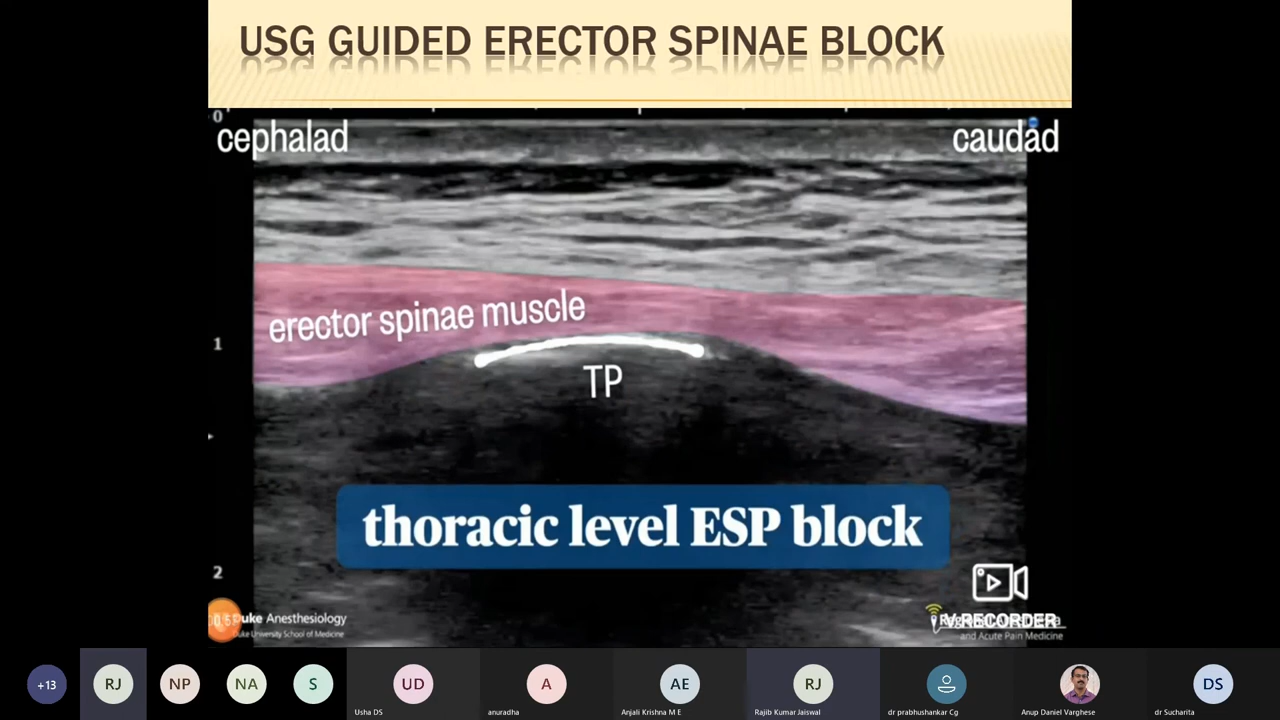 USG GUIDED ERECTOR SPINAE BLOCK
0
cephalad
caudad
erector spinae muscle
1
TP
thoracic level ESP block
2
Duke Anesthesiology
Duke University School of Medicine
V RECORDER
and Acute Pain Medicine
+13
RJ
NP
NA
S
UD
A
AE
RJ
DS
Usha DS
anuradha
Anjali Krishna M E
Rajib Kumar Jaiswal
dr prabhushankar Cg
Anup Daniel Varghese
dr Sucharita